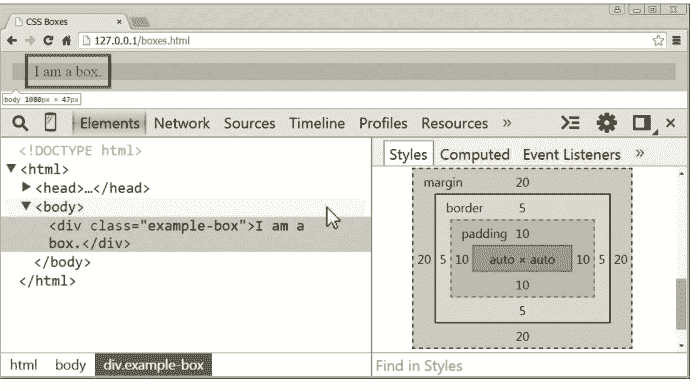 CSS Boxes ×
127.0.0.1/boxes.html
I am a box.
body 1080px × 47px
Elements Network Sources Timeline Profiles Resources » ×
<!DOCTYPE html>
▼<html>
▶<head>…</head>
▼<body>
<div class="example-box">I am a
box.</div>
</body>
</html>
html body div.example-box
Styles Computed Event Listeners »
margin 20
border 5
padding 10
20 5 10 auto × auto 10 5 20
10
5
20
Find in Styles